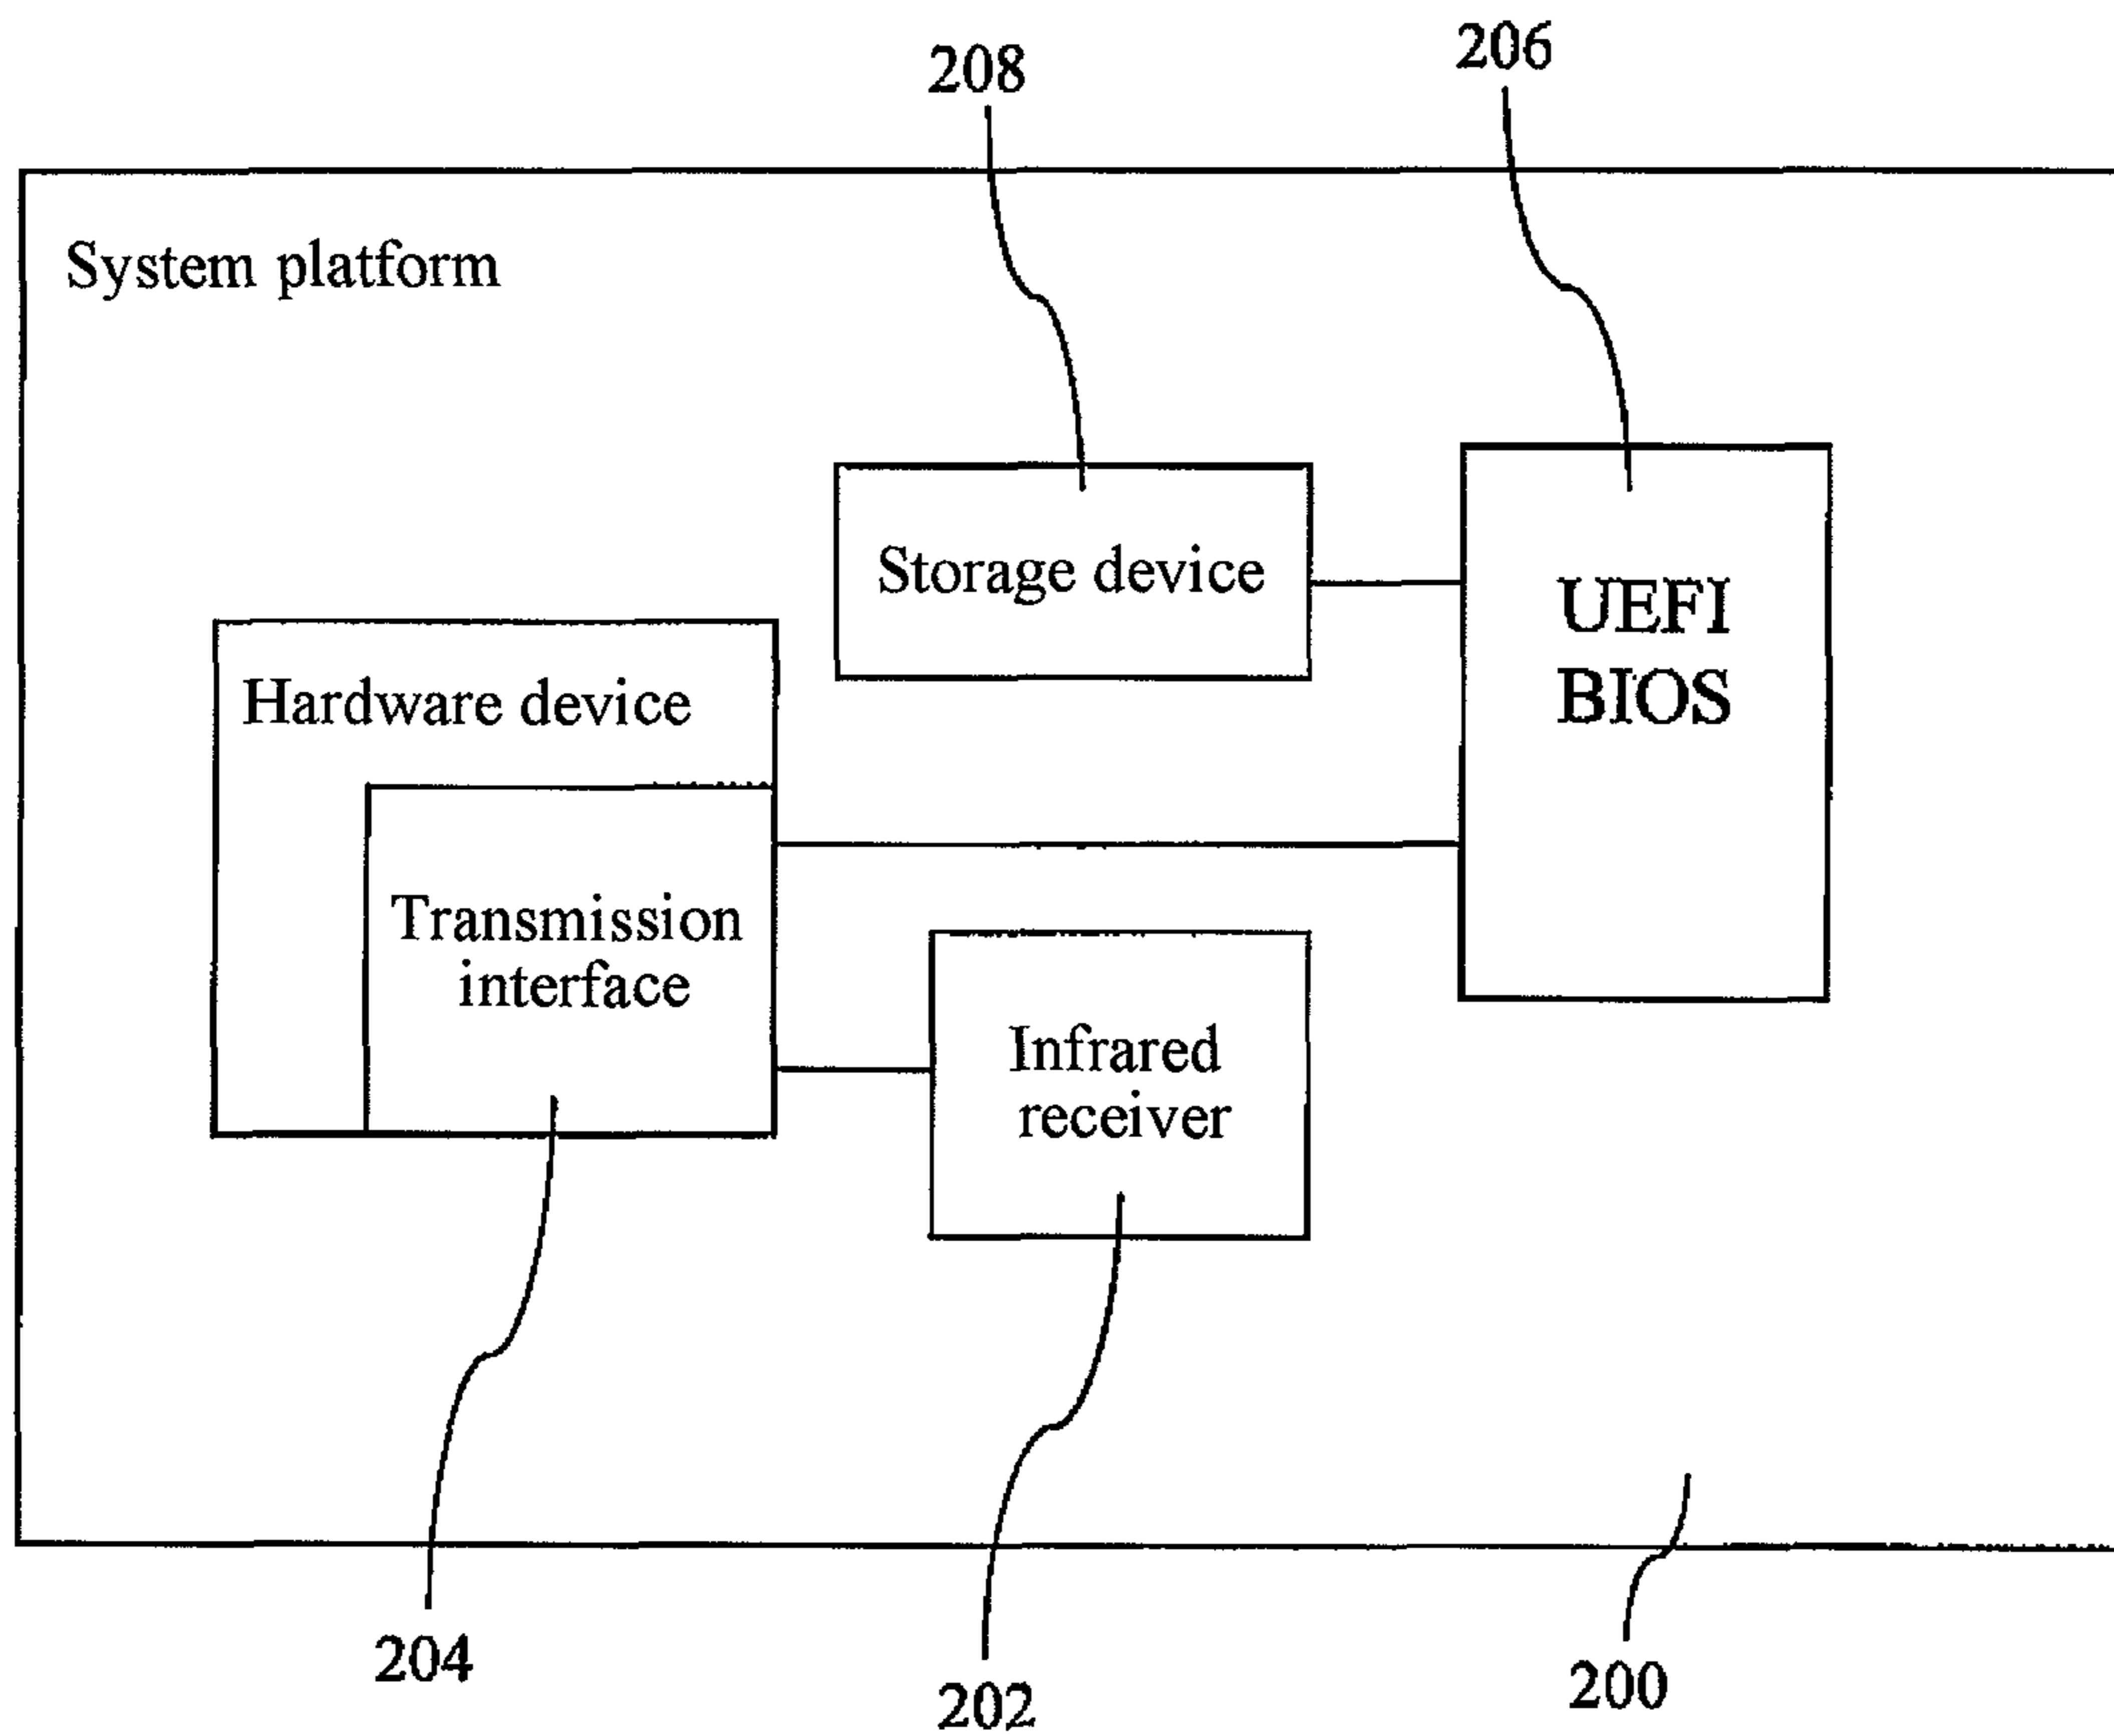 208
206
System platform
Storage device
UEFI
BIOS
Hardware device
Transmission
interface
Infrared
receiver
204
202
200